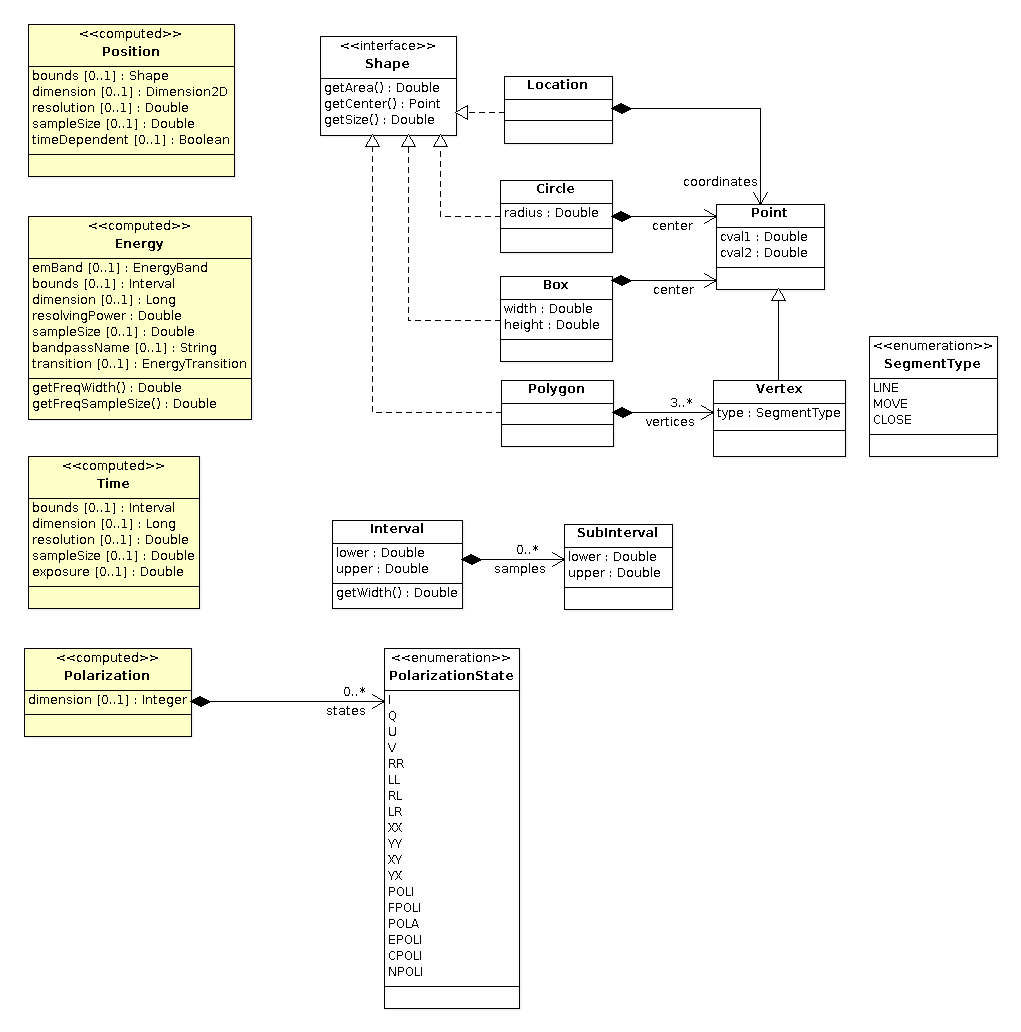 <<computed>>
Position
bounds [0..1] : Shape
dimension [0..1] : Dimension2D
resolution [0..1] : Double
sampleSize [0..1] : Double
timeDependent [0..1] : Boolean
<<computed>>
Energy
emBand [0..1] : EnergyBand
bounds [0..1] : Interval
dimension [0..1] : Long
resolvingPower : Double
sampleSize [0..1] : Double
bandpassName [0..1] : String
transition [0..1] : EnergyTransition
getFreqWidth() : Double
getFreqSampleSize() : Double
<<computed>>
Time
bounds [0..1] : Interval
dimension [0..1] : Long
resolution [0..1] : Double
sampleSize [0..1] : Double
exposure [0..1] : Double
<<computed>>
Polarization
dimension [0..1] : Integer
0..*
states
<<interface>>
Shape
getArea() : Double
getCenter() : Point
getSize() : Double
Location
coordinates
Circle
radius : Double
center
Point
cval1 : Double
cval2 : Double
Box
width : Double
height : Double
center
Polygon
3..*
vertices
Vertex
type : SegmentType
<<enumeration>>
SegmentType
LINE
MOVE
CLOSE
Interval
lower : Double
upper : Double
getWidth() : Double
0..*
samples
SubInterval
lower : Double
upper : Double
<<enumeration>>
PolarizationState
I
Q
U
V
RR
LL
RL
LR
XX
YY
XY
YX
POLI
FPOLI
POLA
EPOLI
CPOLI
NPOLI